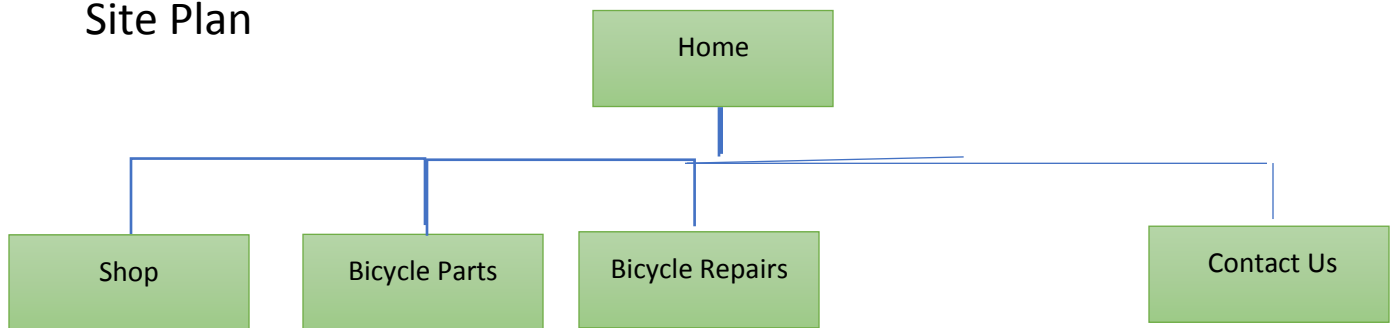 Site Plan
Home
Shop
Bicycle Parts
Bicycle Repairs
Contact Us